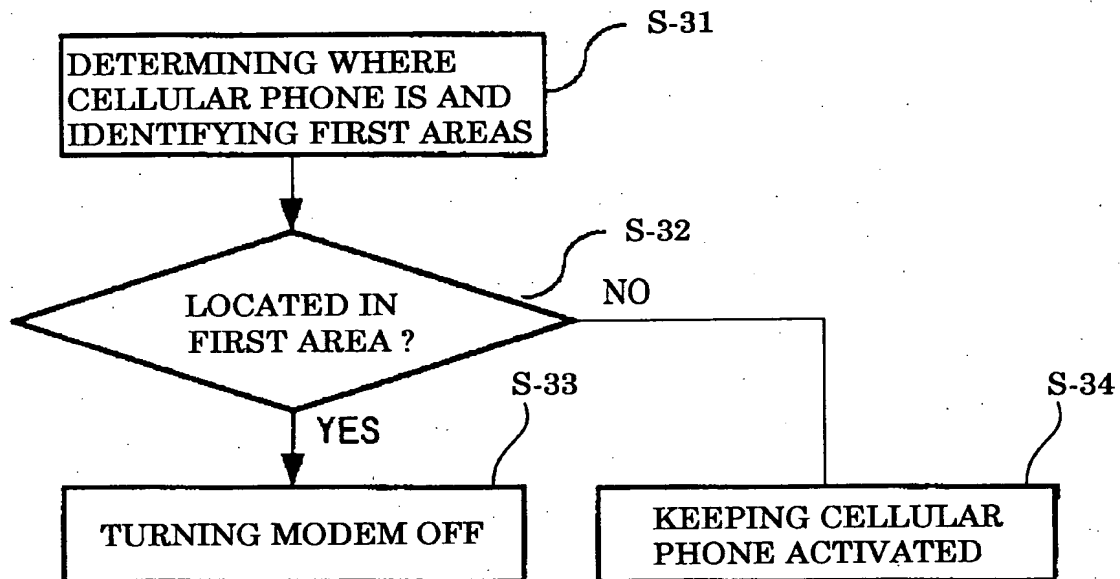 S-31
DETERMINING WHERE
CELLULAR PHONE IS AND
IDENTIFYING FIRST AREAS
S-32
LOCATED IN
FIRST AREA ?
NO
YES
S-33
TURNING MODEM OFF
S-34
KEEPING CELLULAR
PHONE ACTIVATED